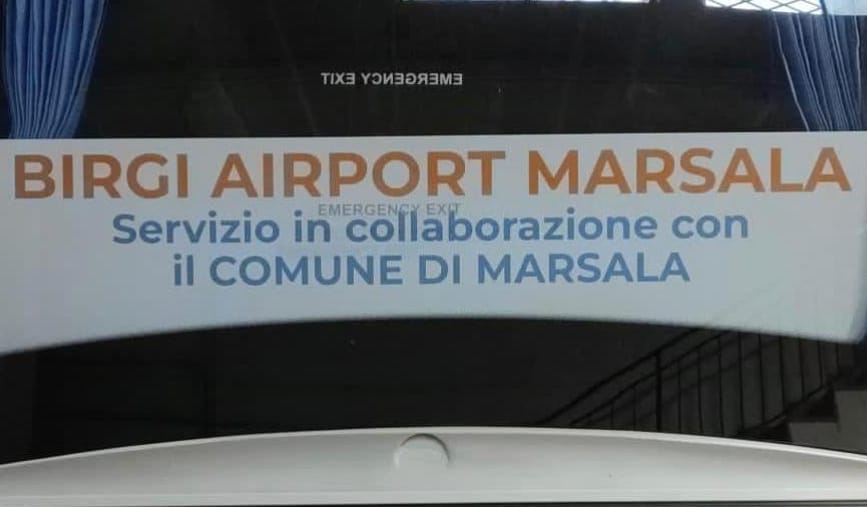 EMERGENCY EXIT
BIRGI AIRPORT MARSALA
EMERGENCY EXIT
Servizio in collaborazione con
il COMUNE DI MARSALA